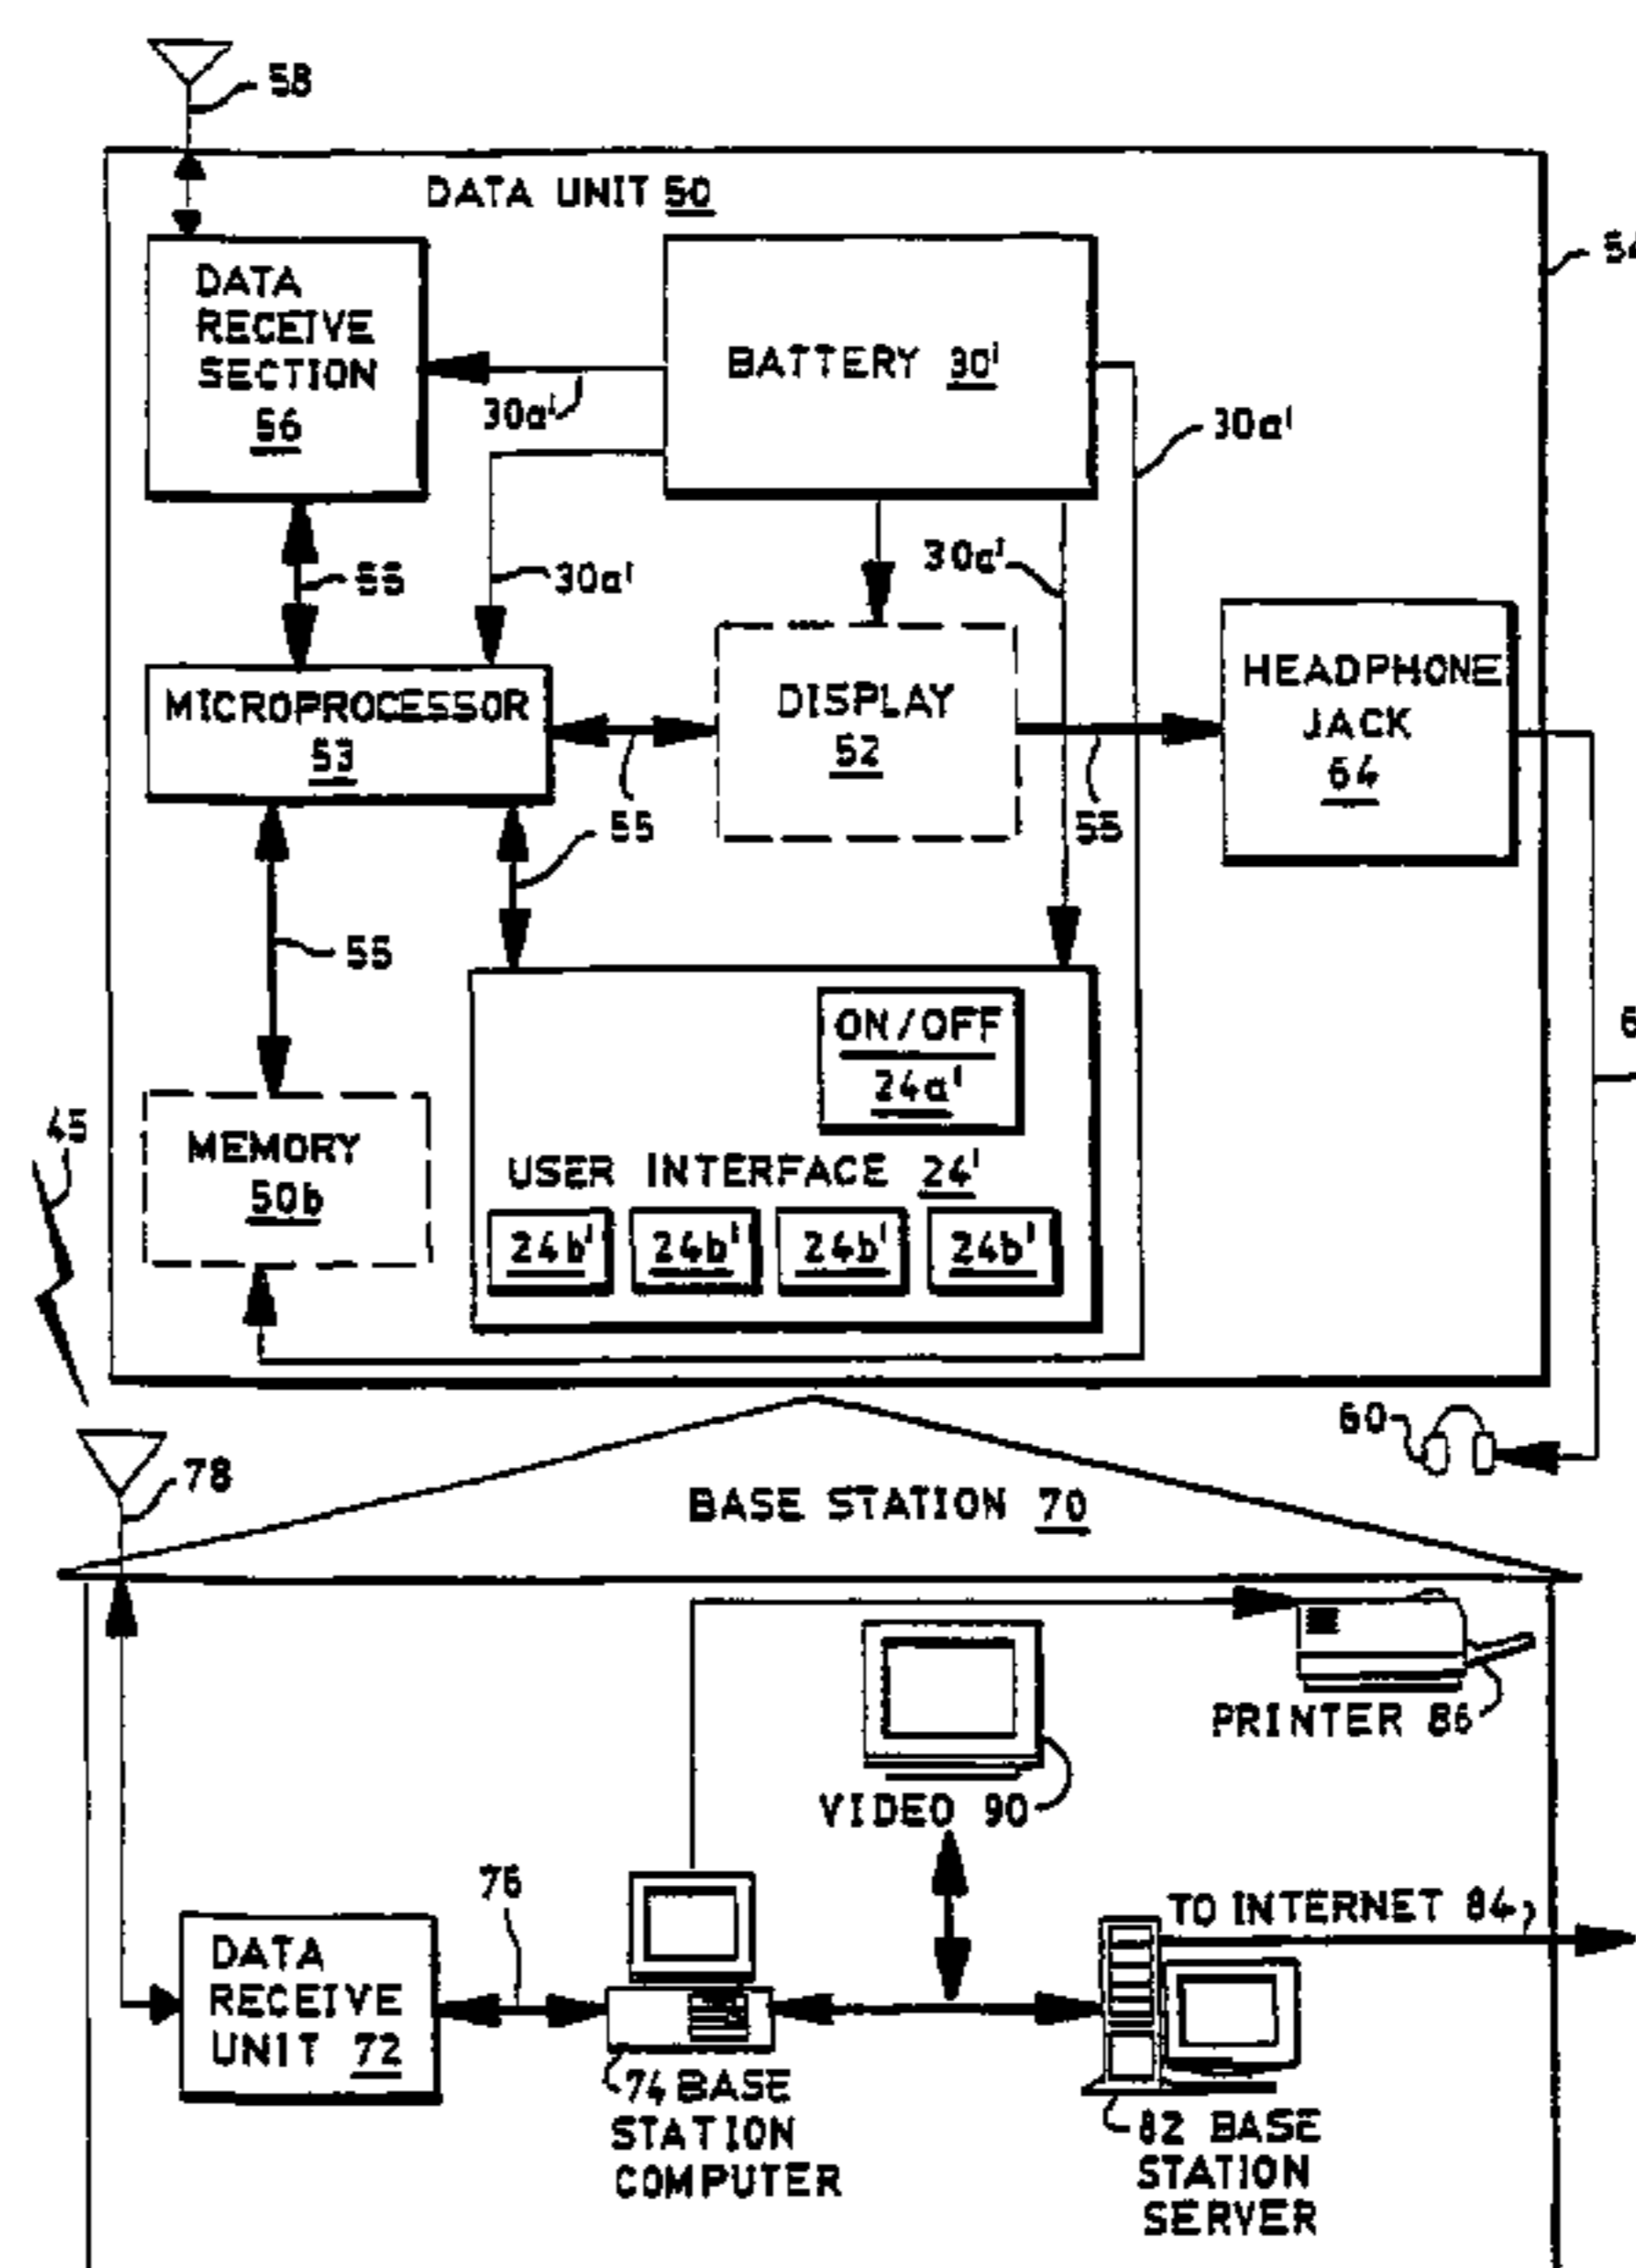 58
DATA UNIT 50
DATA
RECEIVE
SECTION
56
BATTERY 30'
30a'
30a'
55
30a'
30a'
MICROPROCESSOR
53
DISPLAY
52
HEADPHONE
JACK
64
55
55
55
55
ON/OFF
24a'
45
MEMORY
50b
USER INTERFACE 24'
24b' 24b' 24b' 24b'
60
78
BASE STATION 70
PRINTER 86
VIDEO 90
76
TO INTERNET 84
DATA
RECEIVE
UNIT 72
74 BASE
STATION
COMPUTER
82 BASE
STATION
SERVER